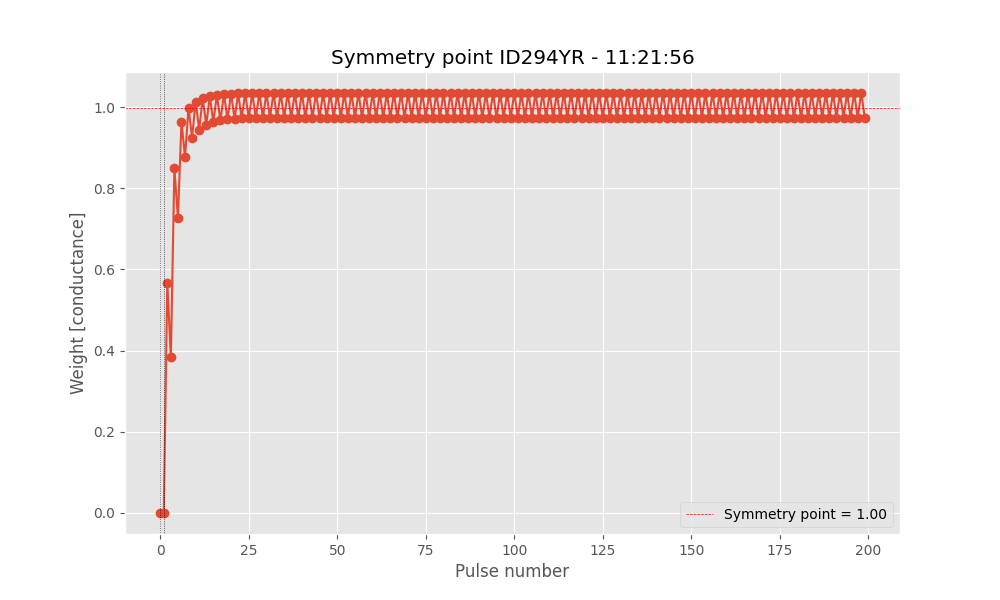 Symmetry point ID294YR - 11:21:56
Weight [conductance]
1.0
0.8
0.6
0.4
0.2
0.0
Symmetry point = 1.00
0 25 50 75 100 125 150 175 200
Pulse number